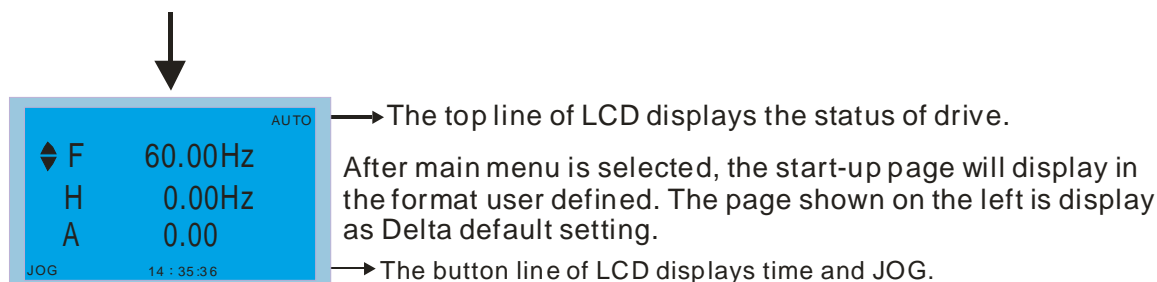 AUTO
F 60.00Hz
H 0.00Hz
A 0.00
JOG 14 : 35:36
The top line of LCD displays the status of drive.
After main menu is selected, the start-up page will display in
the format user defined. The page shown on the left is display
as Delta default setting.
The button line of LCD displays time and JOG.